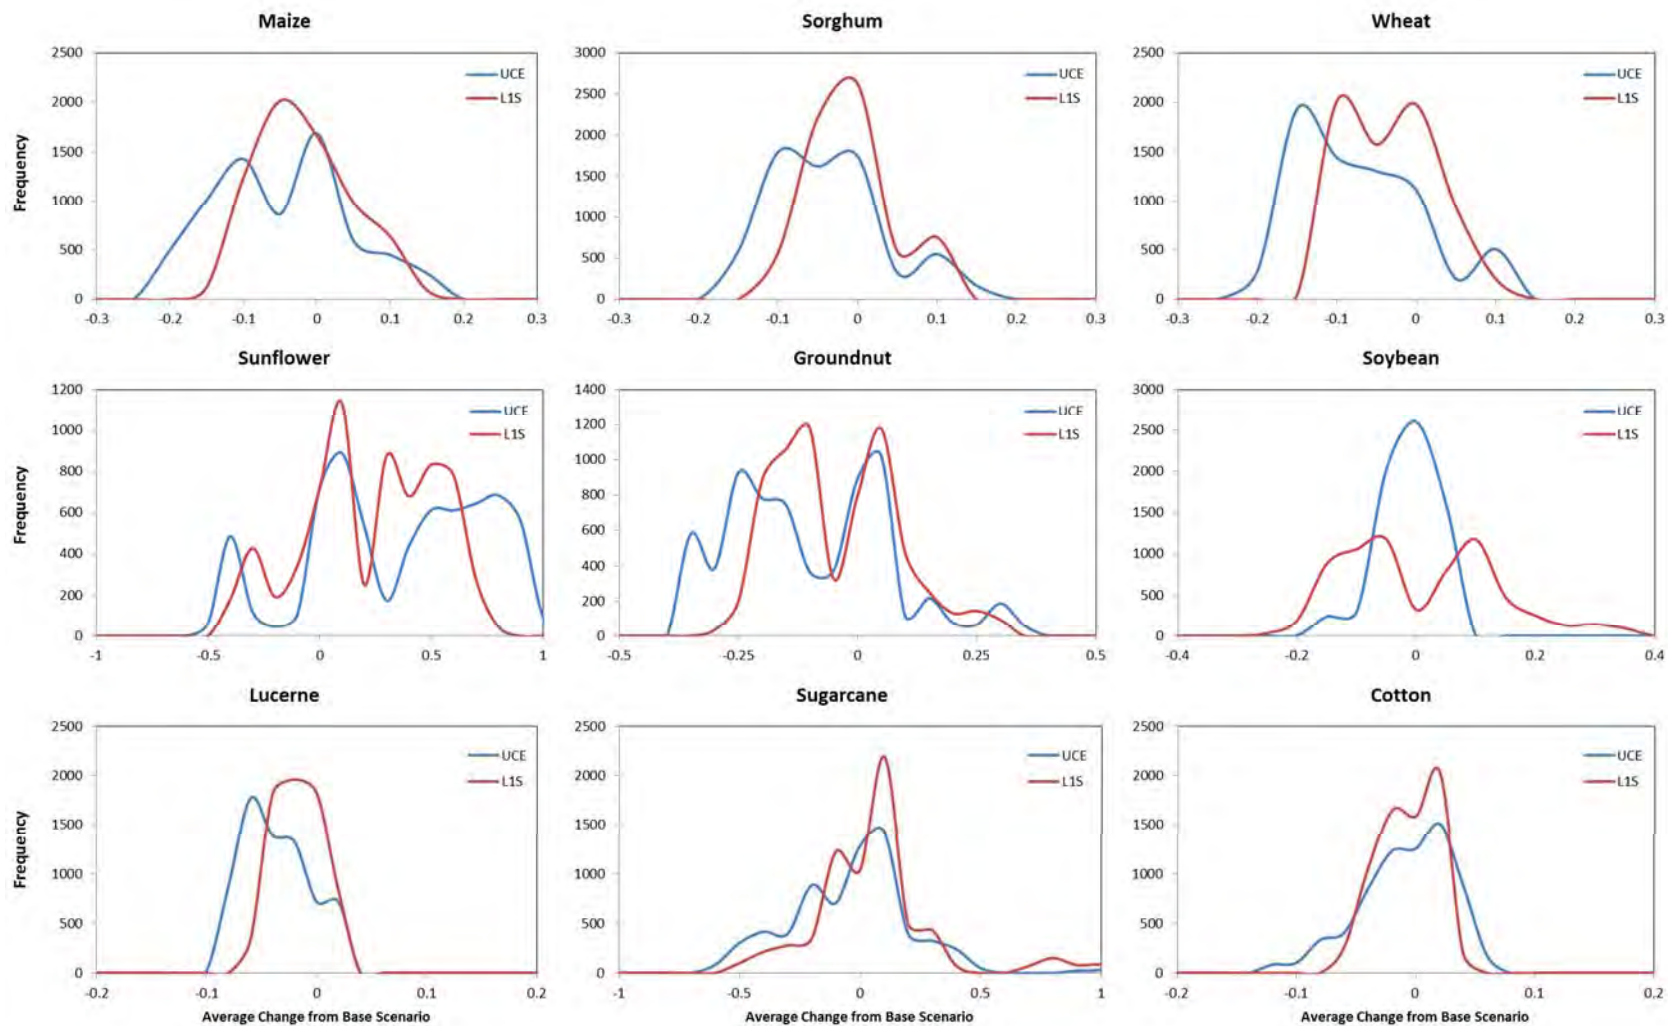 Maize
Sorghum
Wheat
2500
2000
1500
1000
500
0
Frequency
UCE
L1S
-0.3 -0.2 -0.1 0 0.1 0.2 0.3
3000
2500
2000
1500
1000
500
0
UCE
L1S
-0.3 -0.2 -0.1 0 0.1 0.2 0.3
2500
2000
1500
1000
500
0
UCE
L1S
-0.3 -0.2 -0.1 0 0.1 0.2 0.3
Sunflower
Groundnut
Soybean
1200
1000
800
600
400
200
0
Frequency
UCE
L1S
-1 -0.5 0 0.5 1
1400
1200
1000
800
600
400
200
0
UCE
L1S
-0.5 -0.25 0 0.25 0.5
3000
2500
2000
1500
1000
500
0
UCE
L1S
-0.4 -0.2 0 0.2 0.4
Lucerne
Sugarcane
Cotton
2500
2000
1500
1000
500
0
Frequency
UCE
L1S
-0.2 -0.1 0 0.1 0.2
Average Change from Base Scenario
2500
2000
1500
1000
500
0
UCE
L1S
-1 -0.5 0 0.5 1
Average Change from Base Scenario
2500
2000
1500
1000
500
0
UCE
L1S
-0.2 -0.1 0 0.1 0.2
Average Change from Base Scenario